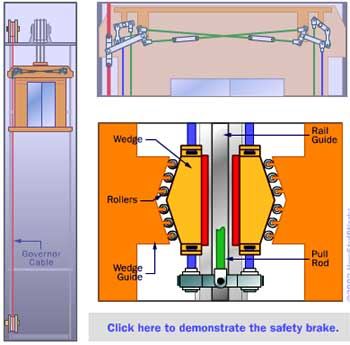 Governor
Cable
Wedge
Rail
Guide
Rollers
Wedge
Guide
Pull
Rod
Click here to demonstrate the safety brake.